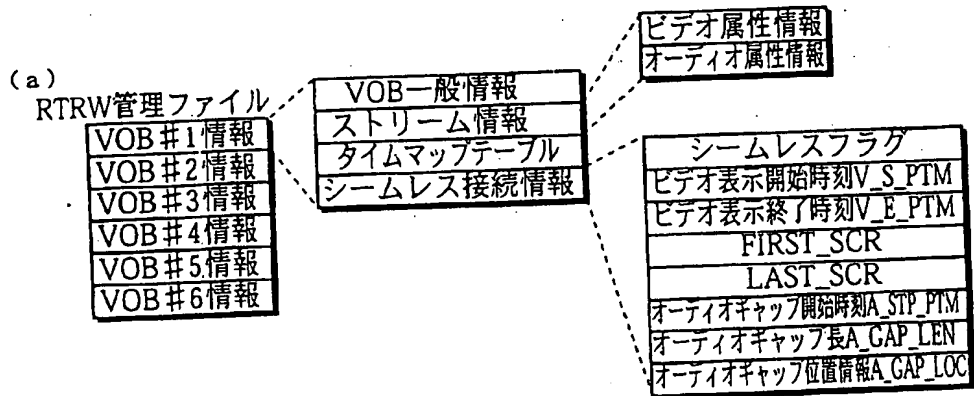 (a)
RTRW管理ファイル
VOB#1情報
VOB#2情報
VOB#3情報
VOB#4情報
VOB#5情報
VOB#6情報
VOB一般情報
ストリーム情報
タイムマップテーブル
シームレス接続情報
ビデオ属性情報
オーディオ属性情報
シームレスフラグ
ビデオ表示開始時刻V_S_PTM
ビデオ表示終了時刻V_E_PTM
FIRST_SCR
LAST_SCR
オーティオギャップ開始時刻A_STP_PTM
オーティオギャップ長A_GAP_LEN
オーティオギャップ位置情報A_GAP_LOC